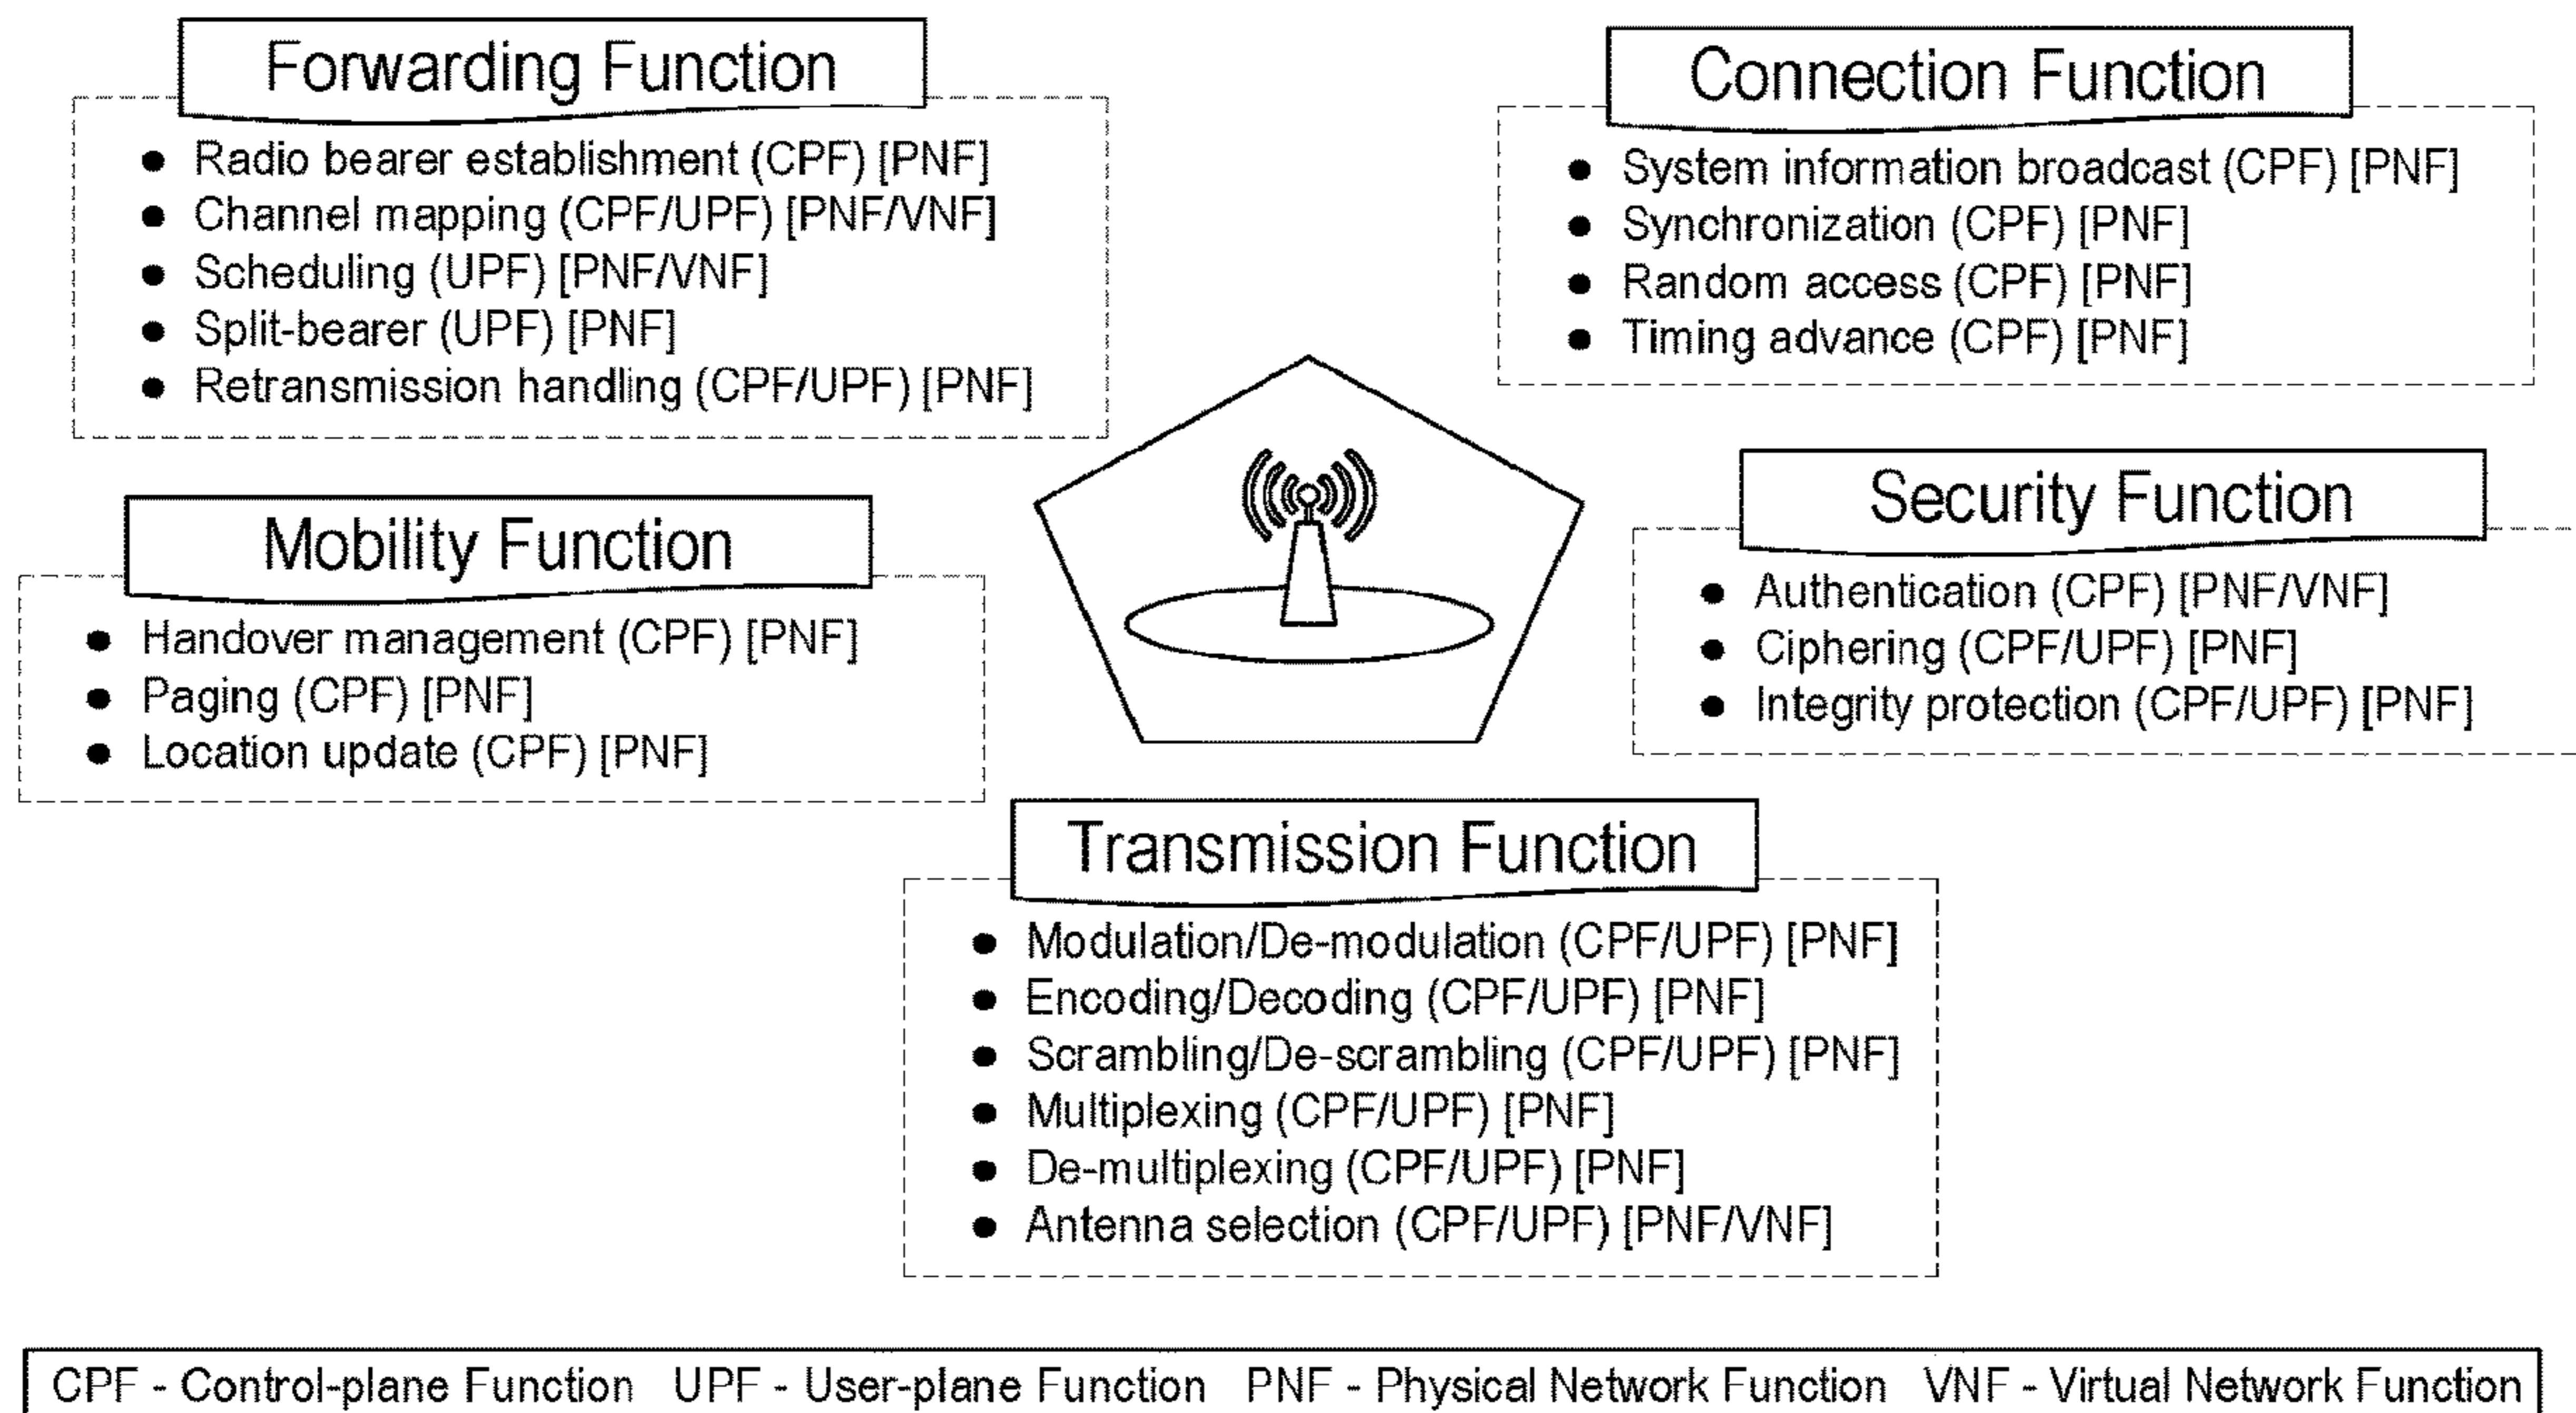 Forwarding Function
● Radio bearer establishment (CPF) [PNF]
● Channel mapping (CPF/UPF) [PNF/VNF]
● Scheduling (UPF) [PNF/VNF]
● Split-bearer (UPF) [PNF]
● Retransmission handling (CPF/UPF) [PNF]
Connection Function
● System information broadcast (CPF) [PNF]
● Synchronization (CPF) [PNF]
● Random access (CPF) [PNF]
● Timing advance (CPF) [PNF]
Mobility Function
● Handover management (CPF) [PNF]
● Paging (CPF) [PNF]
● Location update (CPF) [PNF]
Security Function
● Authentication (CPF) [PNF/VNF]
● Ciphering (CPF/UPF) [PNF]
● Integrity protection (CPF/UPF) [PNF]
Transmission Function
● Modulation/De-modulation (CPF/UPF) [PNF]
● Encoding/Decoding (CPF/UPF) [PNF]
● Scrambling/De-scrambling (CPF/UPF) [PNF]
● Multiplexing (CPF/UPF) [PNF]
● De-multiplexing (CPF/UPF) [PNF]
● Antenna selection (CPF/UPF) [PNF/VNF]
CPF - Control-plane Function UPF - User-plane Function PNF - Physical Network Function VNF - Virtual Network Function